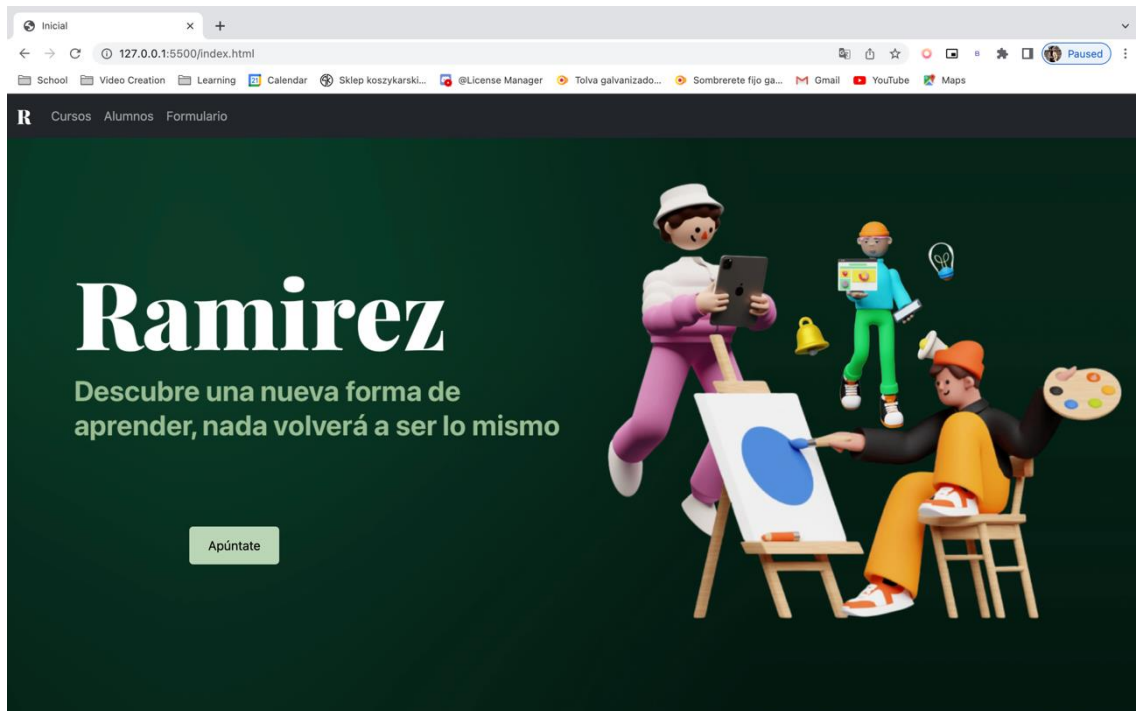 Inicial
127.0.0.1:5500/index.html
Paused
School Video Creation Learning 21 Calendar Sklep koszykarski... @License Manager Tolva galvanizado... Sombrerete fijo ga... Gmail YouTube Maps
R Cursos Alumnos Formulario
Ramirez
Descubre una nueva forma de
aprender, nada volverá a ser lo mismo
Apúntate